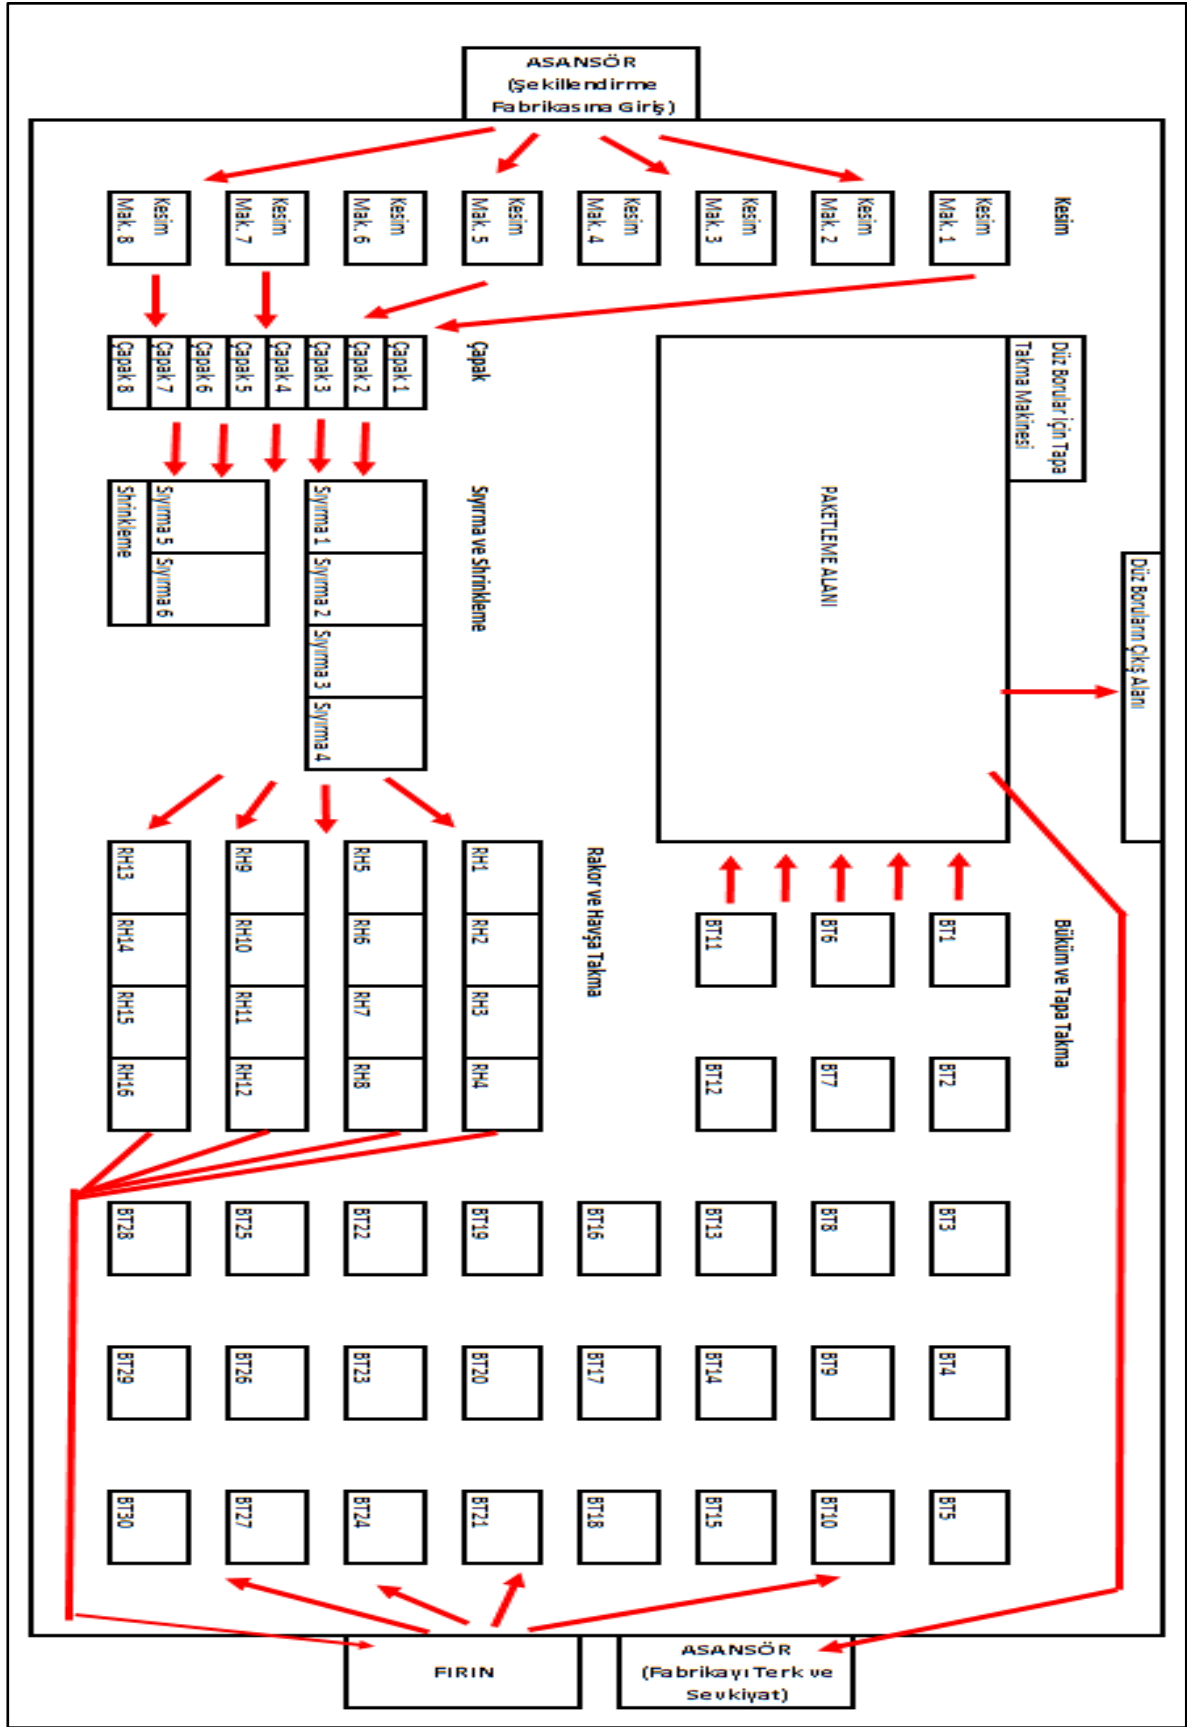 ASANSÖR
(Şekillendirme
Fabrikasına Giriş)
Kesim
Mak. 8
Kesim
Mak. 7
Kesim
Mak. 6
Kesim
Mak. 5
Kesim
Mak. 4
Kesim
Mak. 3
Kesim
Mak. 2
Kesim
Mak. 1
Kesim
Çapak 8
Çapak 7
Çapak 6
Çapak 5
Çapak 4
Çapak 3
Çapak 2
Çapak 1
Çapak
Düz Borular İçin Tapa
Takma Makinesi
Shrinkleme
Sıyırma 5
Sıyırma 6
Sıyırma 1
Sıyırma 2
Sıyırma 3
Sıyırma 4
Sıyırma ve Shrinkleme
PAKETLEME ALANI
Düz Boruların Çıkış Alanı
RH13
RH14
RH15
RH16
RH9
RH10
RH11
RH12
RH5
RH6
RH7
RH8
RH1
RH2
RH3
RH4
Rakor ve Havşa Takma
BT11
BT6
BT1
Büküm ve Tapa Takma
BT12
BT7
BT2
BT28
BT25
BT22
BT19
BT16
BT13
BT8
BT3
BT29
BT26
BT23
BT20
BT17
BT14
BT9
BT4
BT30
BT27
BT24
BT21
BT18
BT15
BT10
BT5
FIRIN
ASANSÖR
(Fabrikayı Terk ve
Sevkiyat)